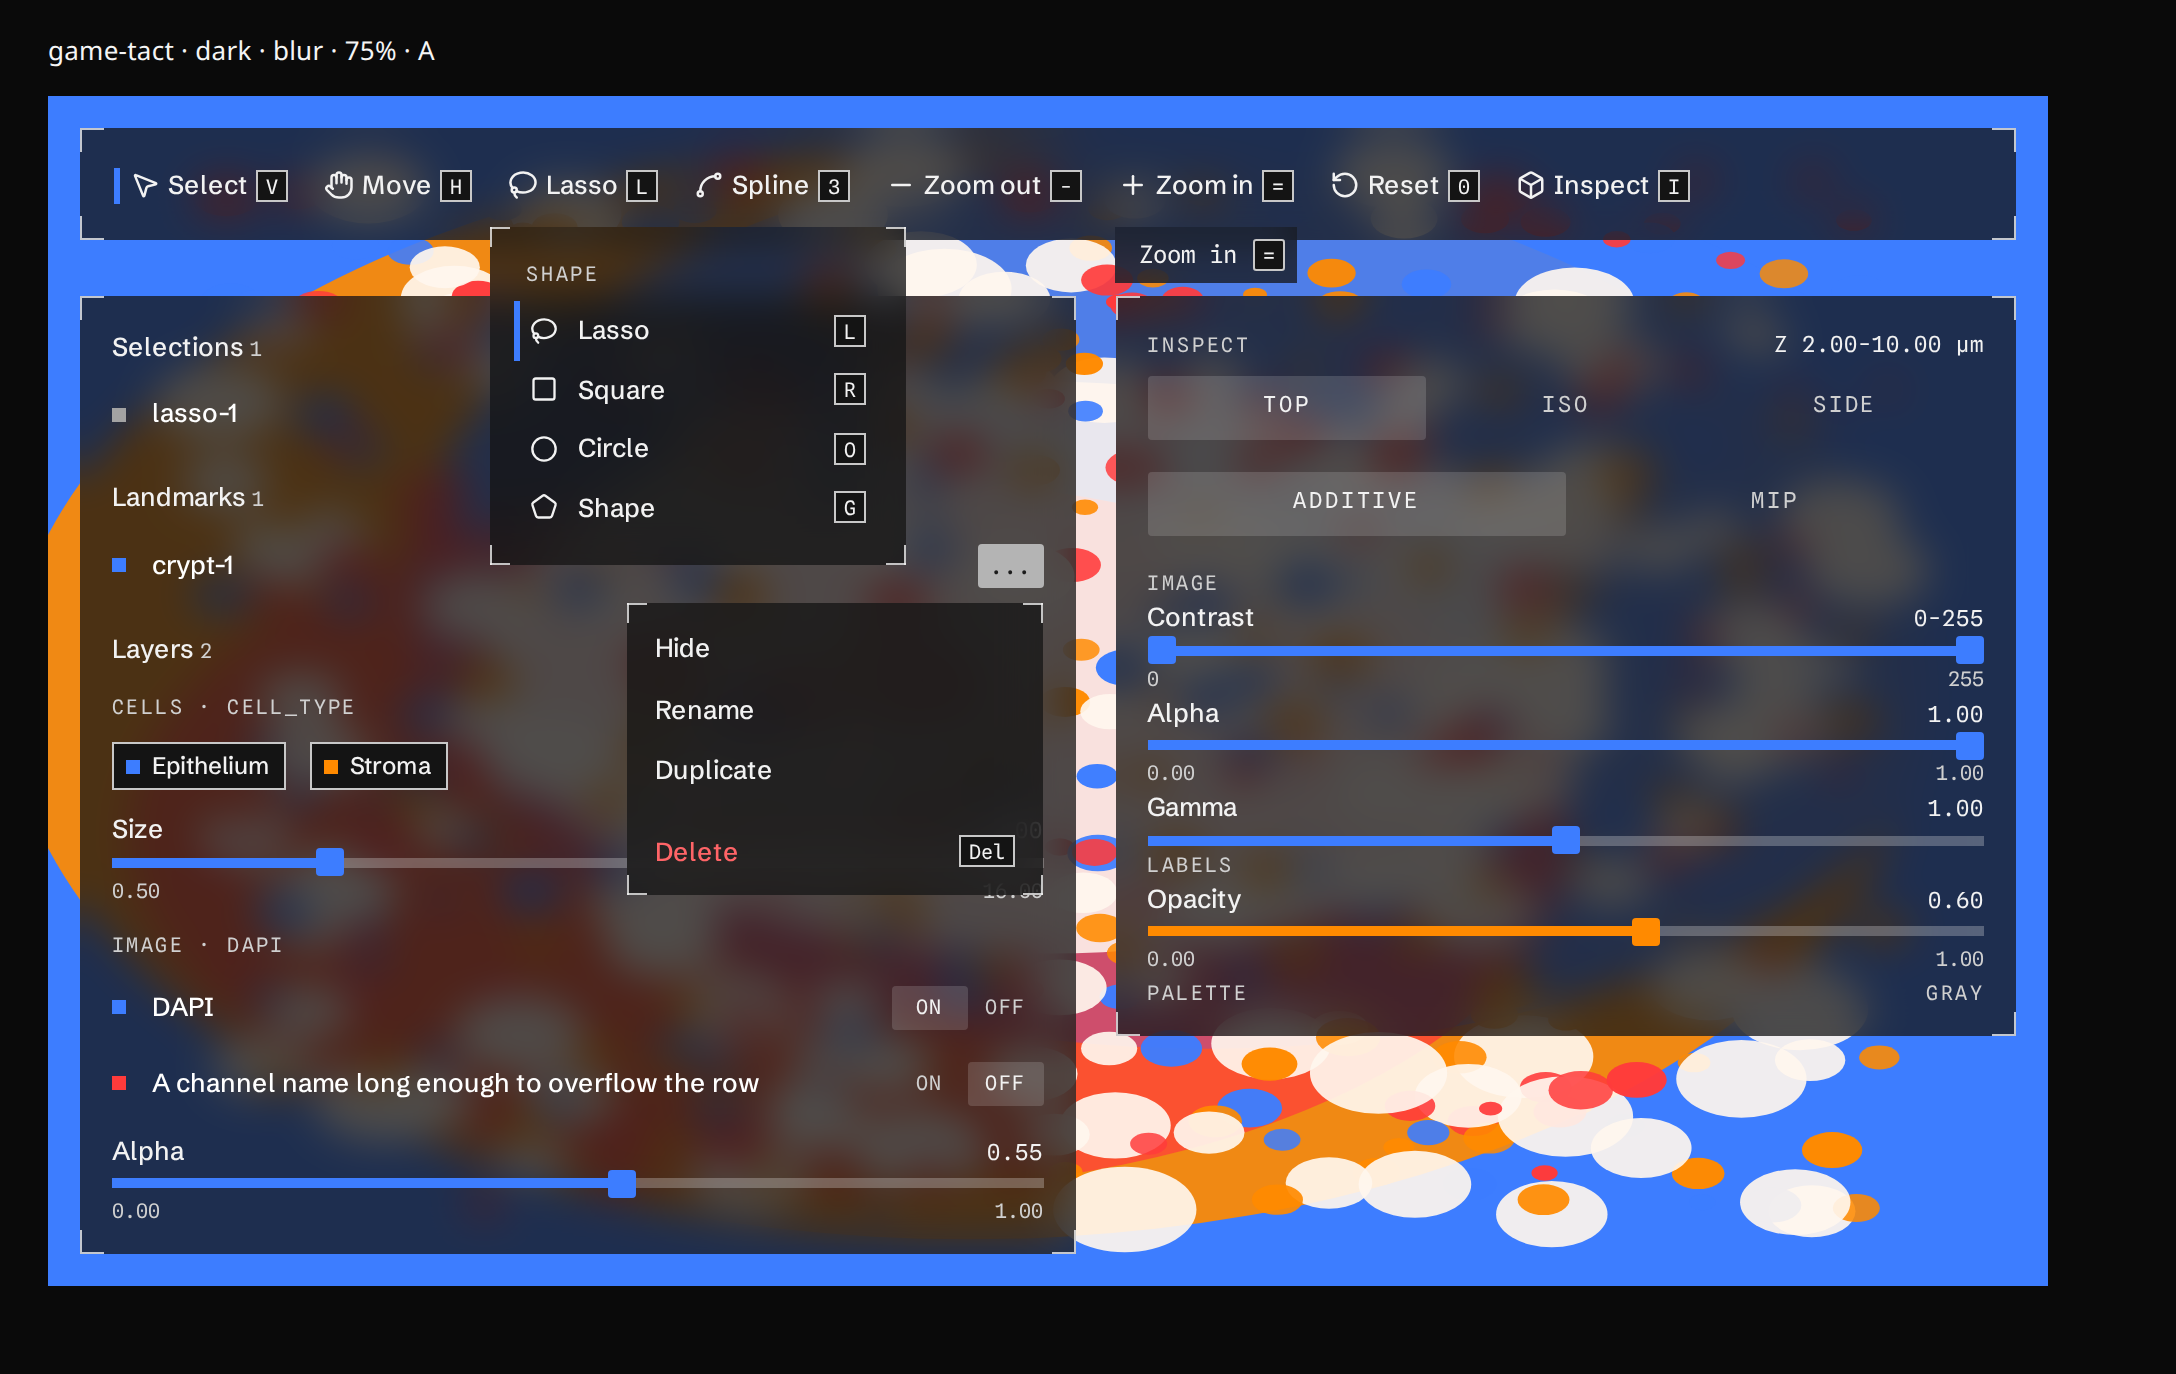 game-tact · dark · blur · 75% · A
Select V Move H Lasso L Spline 3 Zoom out - Zoom in = Reset 0 Inspect I
Zoom in =
SHAPE
Lasso L
Square R
Circle O
Shape G
Selections 1
lasso-1
Landmarks 1
crypt-1 ...
Hide
Rename
Duplicate
Delete Del
Layers 2
CELLS · CELL_TYPE
Epithelium Stroma
Size
0.50 16.00
IMAGE · DAPI
DAPI ON OFF
A channel name long enough to overflow the row ON OFF
Alpha 0.55
0.00 1.00
INSPECT Z 2.00-10.00 µm
TOP ISO SIDE
ADDITIVE MIP
IMAGE
Contrast 0-255
0 255
Alpha 1.00
0.00 1.00
Gamma 1.00
LABELS
Opacity 0.60
0.00 1.00
PALETTE GRAY